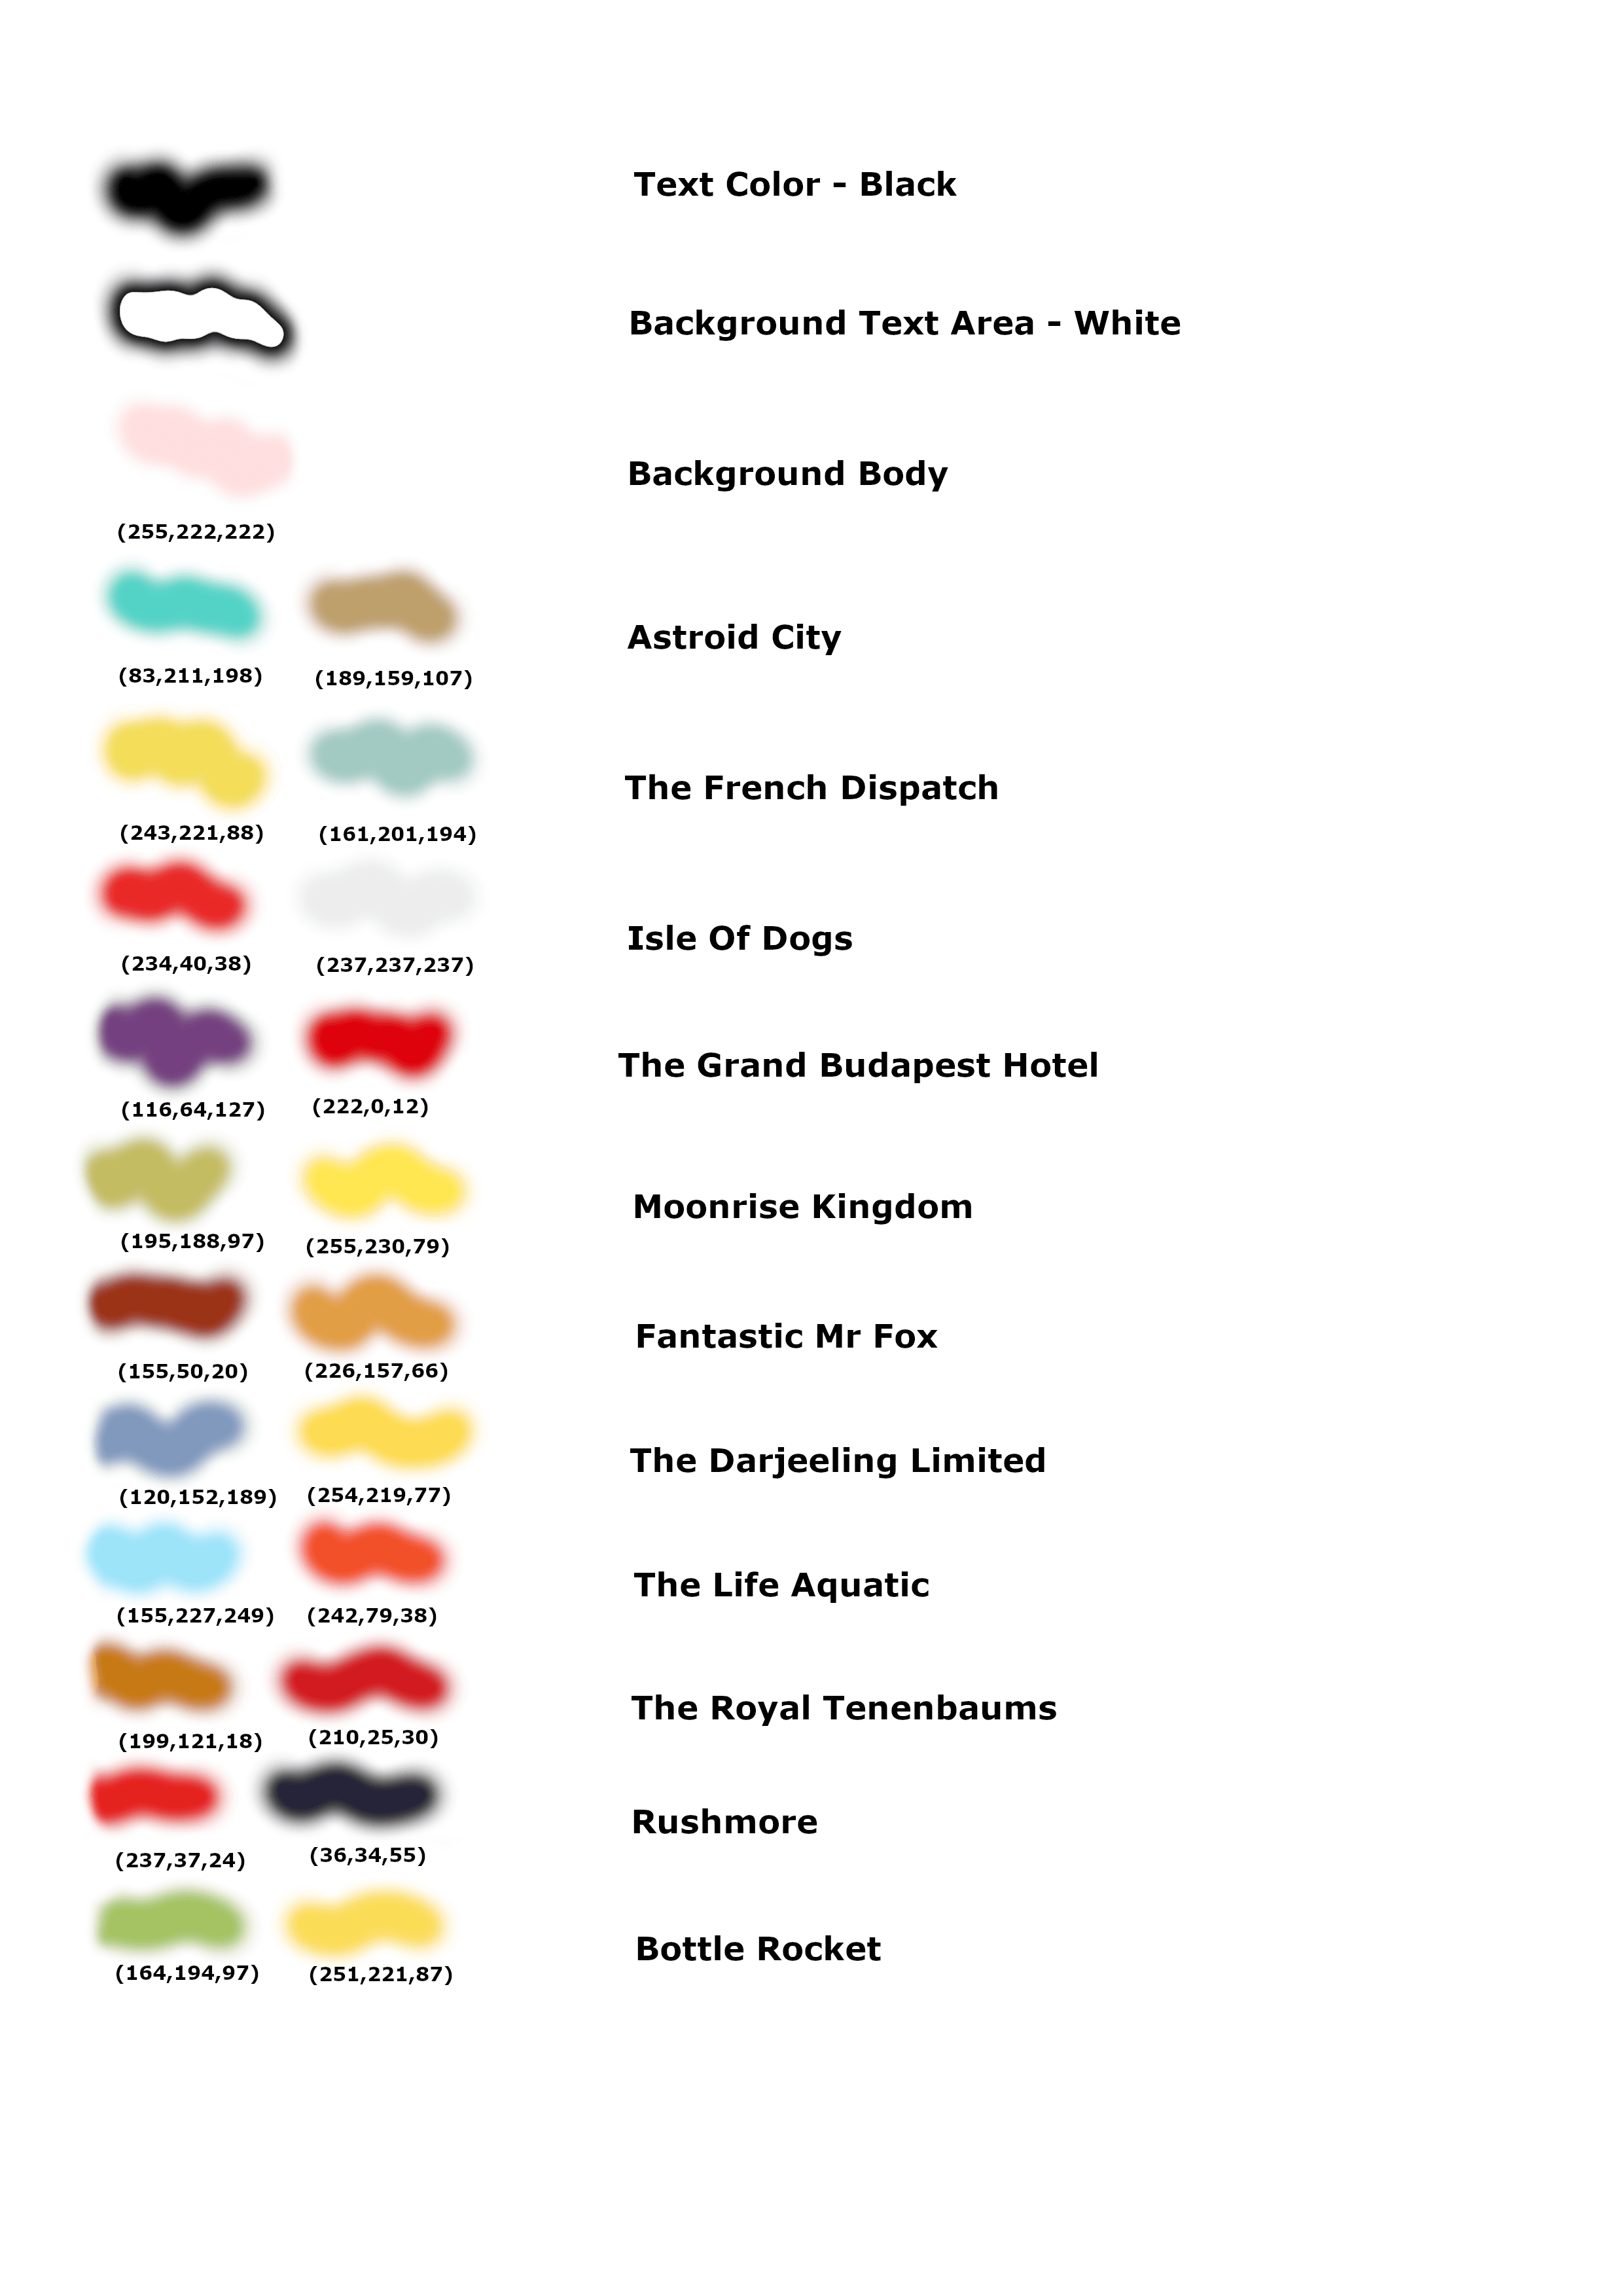 Text Color - Black
Background Text Area - White
Background Body
(255,222,222)
Astroid City
(83,211,198) (189,159,107)
The French Dispatch
(243,221,88) (161,201,194)
Isle Of Dogs
(234,40,38) (237,237,237)
The Grand Budapest Hotel
(116,64,127) (222,0,12)
Moonrise Kingdom
(195,188,97) (255,230,79)
Fantastic Mr Fox
(155,50,20) (226,157,66)
The Darjeeling Limited
(120,152,189) (254,219,77)
The Life Aquatic
(155,227,249) (242,79,38)
The Royal Tenenbaums
(199,121,18) (210,25,30)
Rushmore
(237,37,24) (36,34,55)
Bottle Rocket
(164,194,97) (251,221,87)